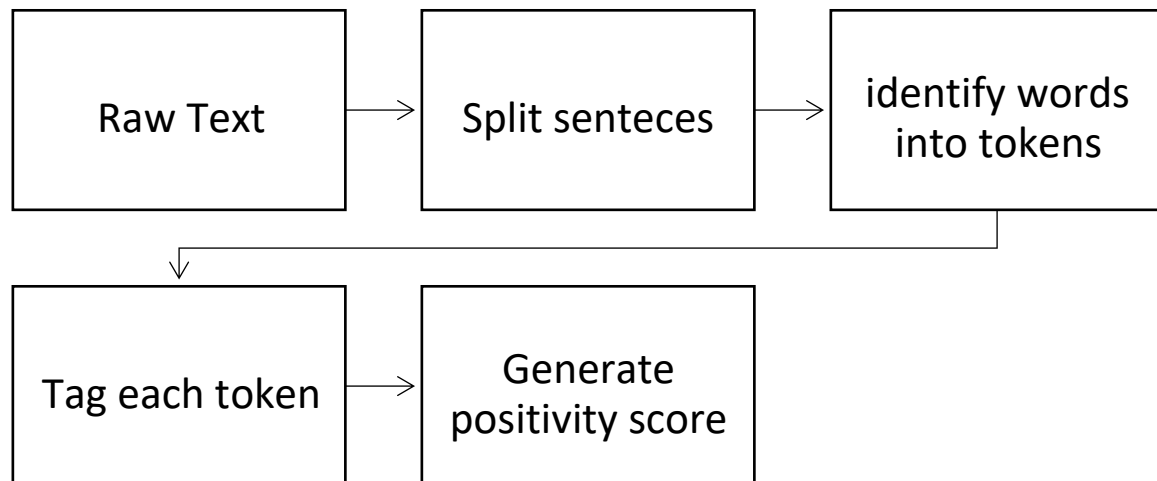 Raw Text
Split senteces
identify words
into tokens
Tag each token
Generate
positivity score